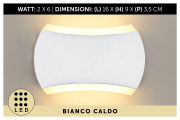 WATT: 2 X 6 | DIMENSIONI: (L) 16 X (H) 9 X (P) 3,5 CM
LED
BIANCO CALDO